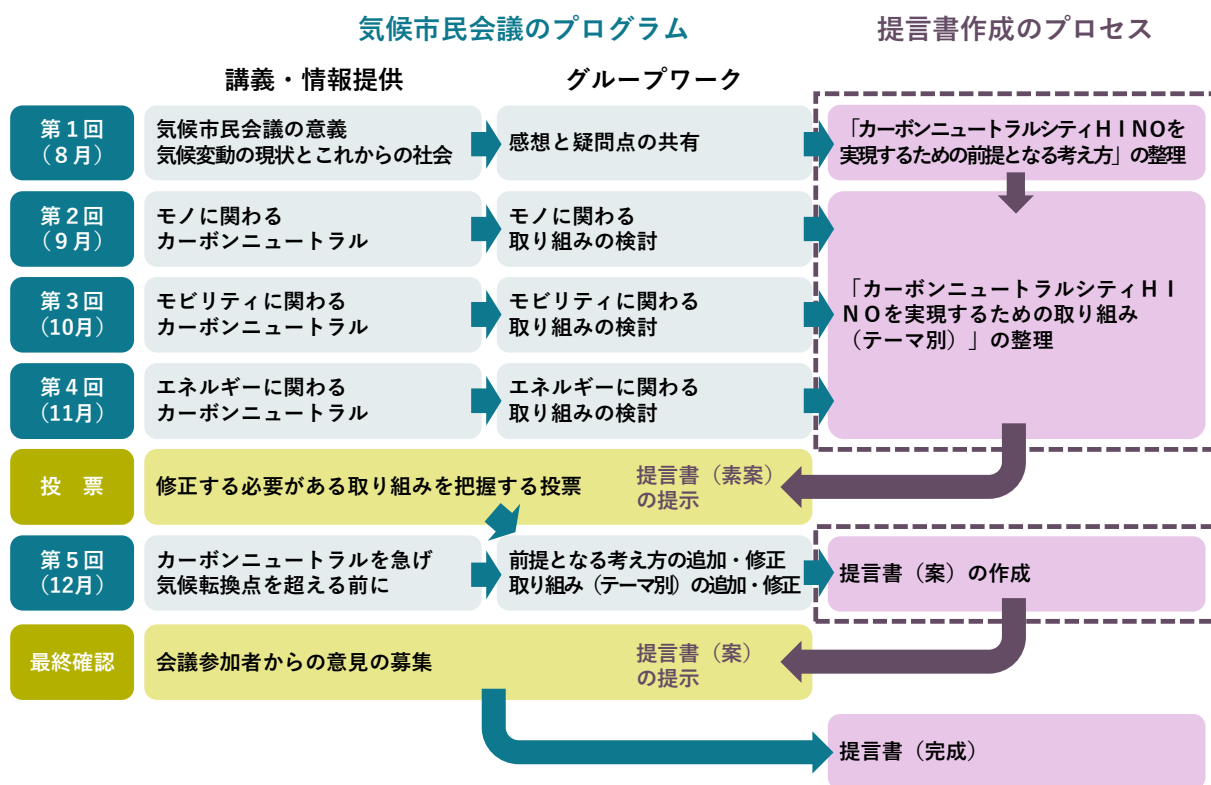 気候市民会議のプログラム
提言書作成のプロセス
講義・情報提供
グループワーク
第１回
（８月）
気候市民会議の意義
気候変動の現状とこれからの社会
感想と疑問点の共有
「カーボンニュートラルシティＨＩＮＯを
実現するための前提となる考え方」の整理
第２回
（９月）
モノに関わる
カーボンニュートラル
モノに関わる
取り組みの検討
第３回
（10月）
モビリティに関わる
カーボンニュートラル
モビリティに関わる
取り組みの検討
「カーボンニュートラルシティＨＩ
ＮＯを実現するための取り組み
（テーマ別）」の整理
第４回
（11月）
エネルギーに関わる
カーボンニュートラル
エネルギーに関わる
取り組みの検討
投　票
修正する必要がある取り組みを把握する投票
提言書（素案）
の提示
第５回
（12月）
カーボンニュートラルを急げ
気候転換点を超える前に
前提となる考え方の追加・修正
取り組み（テーマ別）の追加・修正
提言書（案）の作成
最終確認
会議参加者からの意見の募集
提言書（案）
の提示
提言書（完成）